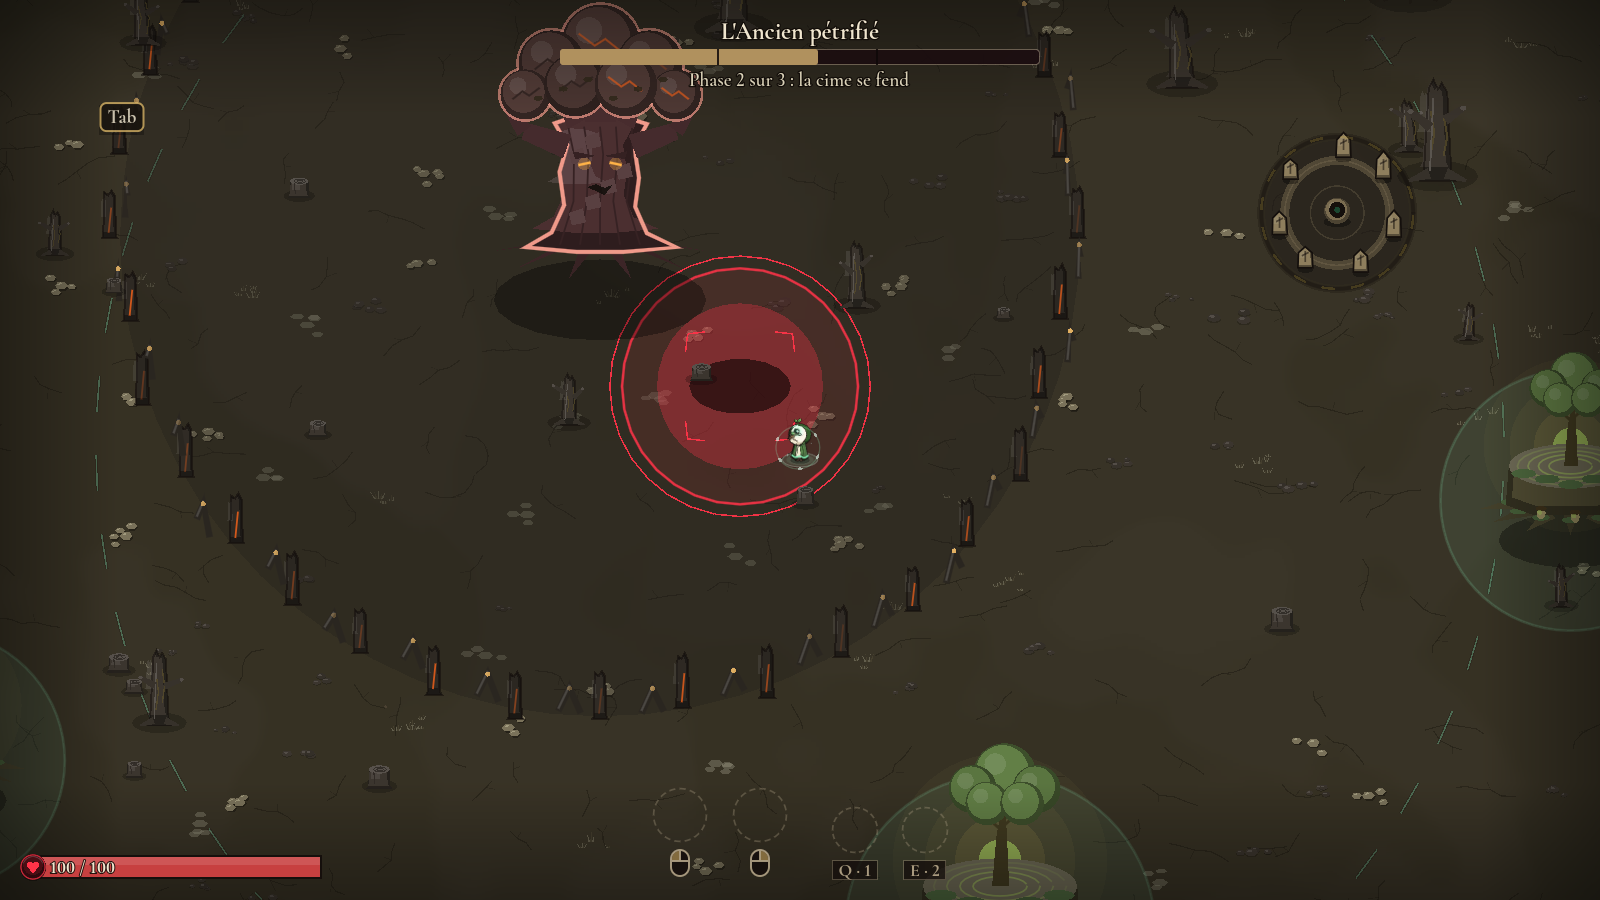 L'Ancien pétrifié
Phase 2 sur 3 : la cime se fend
Tab
100 / 100
Q · 1
E · 2